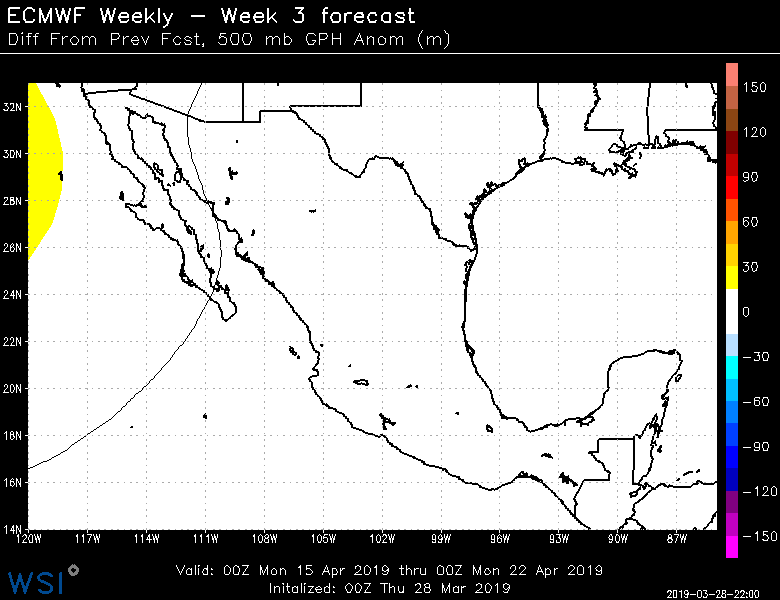 ECMWF Weekly – Week 3 forecast
Diff From Prev Fcst, 500 mb GPH Anom (m)
32N
30N
28N
26N
24N
22N
20N
18N
16N
14N
120W 117W 114W 111W 108W 105W 102W 99W 96W 93W 90W 87W
150
120
90
60
30
0
-30
-60
-90
-120
-150
Valid: 00Z Mon 15 Apr 2019 thru 00Z Mon 22 Apr 2019
Initalized: 00Z Thu 28 Mar 2019
WSI
2019-03-28-22:00